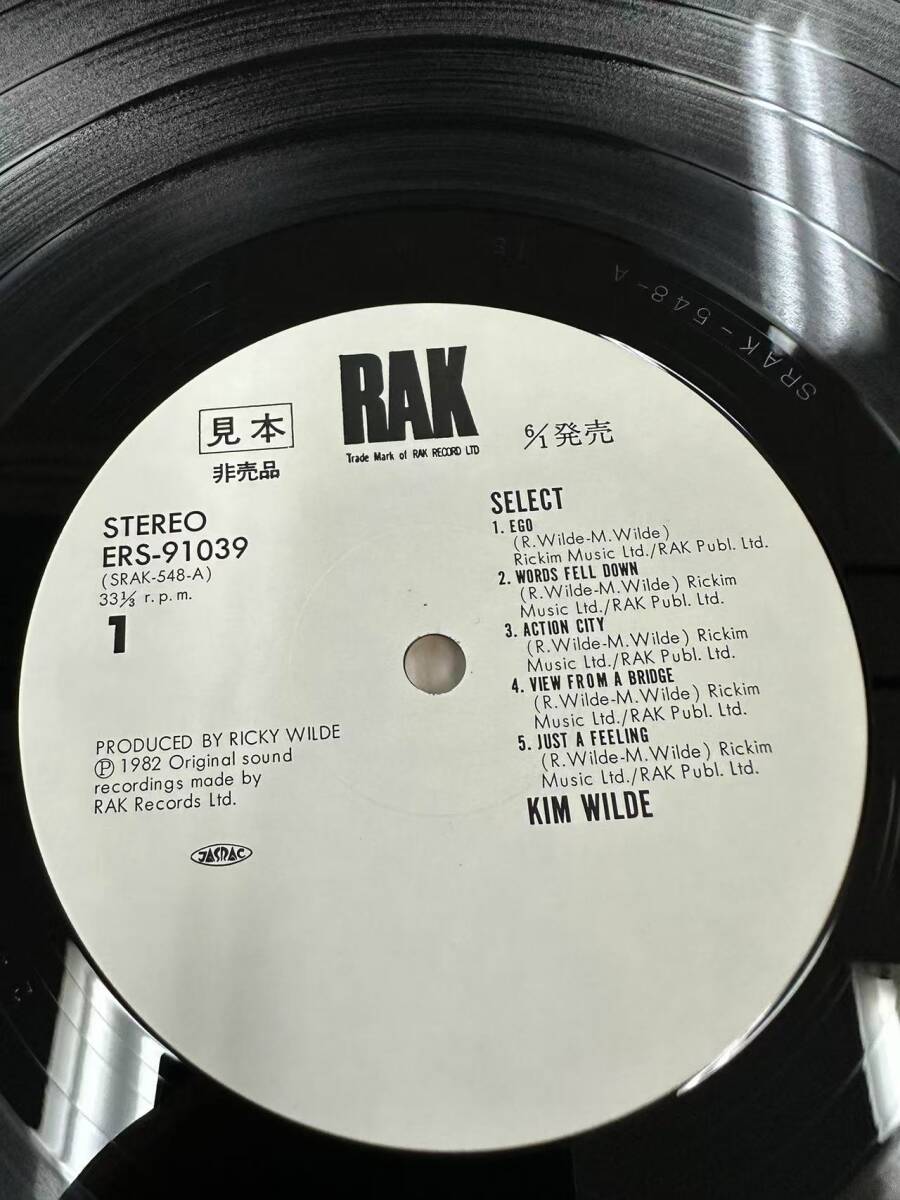 SRAK-548-A
RAK
Trade Mark of RAK RECORD LTD
見本
非売品
6/1 発売
STEREO
ERS-91039
(SRAK-548-A)
33⅓ r.p.m.
1
SELECT
1. EGO
(R.Wilde-M.Wilde)
Rickim Music Ltd./RAK Publ. Ltd.
2. WORDS FELL DOWN
(R.Wilde-M.Wilde) Rickim
Music Ltd./RAK Publ. Ltd.
3. ACTION CITY
(R.Wilde-M.Wilde) Rickim
Music Ltd./RAK Publ. Ltd.
4. VIEW FROM A BRIDGE
(R.Wilde-M.Wilde) Rickim
Music Ltd./RAK Publ. Ltd.
5. JUST A FEELING
(R.Wilde-M.Wilde) Rickim
Music Ltd./RAK Publ. Ltd.
KIM WILDE
PRODUCED BY RICKY WILDE
Ⓟ 1982 Original sound
recordings made by
RAK Records Ltd.
JASRAC